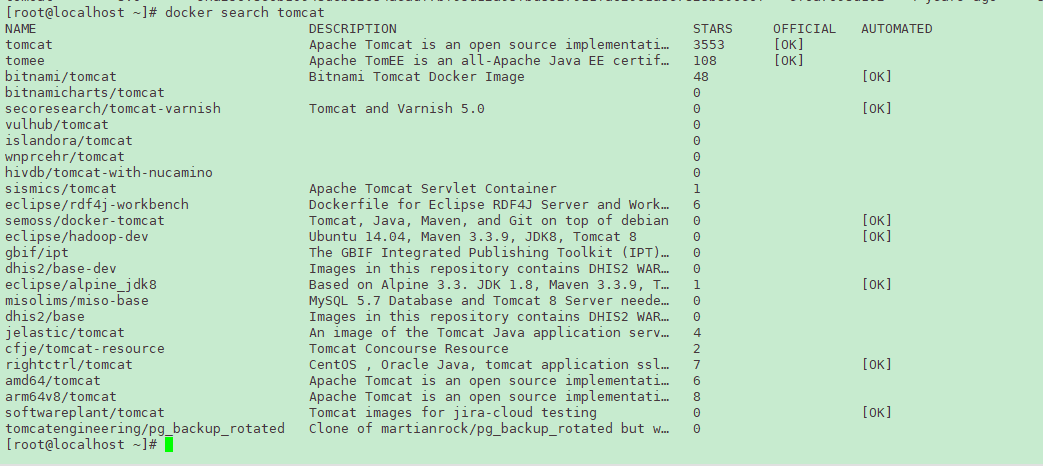 [root@localhost ~]# docker search tomcat
NAME DESCRIPTION STARS OFFICIAL AUTOMATED
tomcat Apache Tomcat is an open source implementati… 3553 [OK]
tomee Apache TomEE is an all-Apache Java EE certif… 108 [OK]
bitnami/tomcat Bitnami Tomcat Docker Image 48 [OK]
bitnamicharts/tomcat 0
secoresearch/tomcat-varnish Tomcat and Varnish 5.0 0 [OK]
vulhub/tomcat 0
islandora/tomcat 0
wnprcehr/tomcat 0
hivdb/tomcat-with-nucamino 0
sismics/tomcat Apache Tomcat Servlet Container 1
eclipse/rdf4j-workbench Dockerfile for Eclipse RDF4J Server and Work… 6
semoss/docker-tomcat Tomcat, Java, Maven, and Git on top of debian 0 [OK]
eclipse/hadoop-dev Ubuntu 14.04, Maven 3.3.9, JDK8, Tomcat 8 0 [OK]
gbif/ipt The GBIF Integrated Publishing Toolkit (IPT)… 0
dhis2/base-dev Images in this repository contains DHIS2 WAR… 0
eclipse/alpine_jdk8 Based on Alpine 3.3. JDK 1.8, Maven 3.3.9, T… 1 [OK]
misolims/miso-base MySQL 5.7 Database and Tomcat 8 Server neede… 0
dhis2/base Images in this repository contains DHIS2 WAR… 0
jelastic/tomcat An image of the Tomcat Java application serv… 4
cfje/tomcat-resource Tomcat Concourse Resource 2
rightctrl/tomcat CentOS , Oracle Java, tomcat application ssl… 7 [OK]
amd64/tomcat Apache Tomcat is an open source implementati… 6
arm64v8/tomcat Apache Tomcat is an open source implementati… 8
softwareplant/tomcat Tomcat images for jira-cloud testing 0 [OK]
tomcatengineering/pg_backup_rotated Clone of martianrock/pg_backup_rotated but w… 0
[root@localhost ~]#